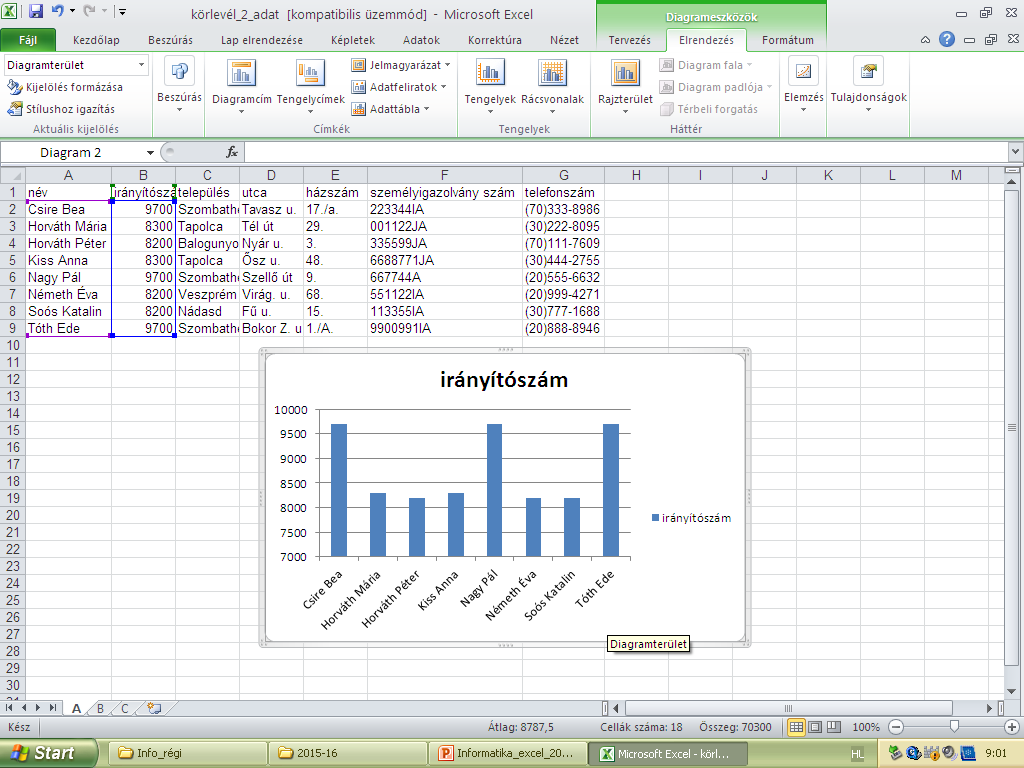 körlevél_2_adat [kompatibilis üzemmód] - Microsoft Excel
Diagrameszközök
Fájl Kezdőlap Beszúrás Lap elrendezése Képletek Adatok Korrektúra Nézet Tervezés Elrendezés Formátum
Diagramterület
Kijelölés formázása
Stílushoz igazítás
Aktuális kijelölés
Beszúrás
Diagramcím Tengelycímek
Jelmagyarázat
Adatfeliratok
Adattábla
Címkék
Tengelyek Rácsvonalak
Tengelyek
Rajzterület
Diagram fala
Diagram padlója
Térbeli forgatás
Háttér
Elemzés
Tulajdonságok
Diagram 2 fx
A B C D E F G H I J K L M
1 név irányítósza település utca házszám személyigazolvány szám telefonszám
2 Csire Bea 9700 Szombathe Tavasz u. 17./a. 223344IA (70)333-8986
3 Horváth Mária 8300 Tapolca Tél út 29. 001122JA (30)222-8095
4 Horváth Péter 8200 Balogunyo Nyár u. 3. 335599JA (70)111-7609
5 Kiss Anna 8300 Tapolca Ősz u. 48. 6688771JA (30)444-2755
6 Nagy Pál 9700 Szombathe Szellő út 9. 667744A (20)555-6632
7 Németh Éva 8200 Veszprém Virág. u. 68. 551122IA (20)999-4271
8 Soós Katalin 8200 Nádasd Fű u. 15. 113355IA (30)777-1688
9 Tóth Ede 9700 Szombathe Bokor Z. u 1./A. 9900991IA (20)888-8946
10
11
12
13
14
15
16
17
18
19
20
21
22
23
24
25
26
27
28
29
30
irányítószám
10000
9500
9000
8500
8000
7500
7000
Csire Bea Horváth Mária Horváth Péter Kiss Anna Nagy Pál Németh Éva Soós Katalin Tóth Ede
irányítószám
Diagramterület
A B C
Kész Átlag: 8787,5 Cellák száma: 18 Összeg: 70300 100%
Start Info_régi 2015-16 Informatika_excel_20... Microsoft Excel - körl... HL 9:01